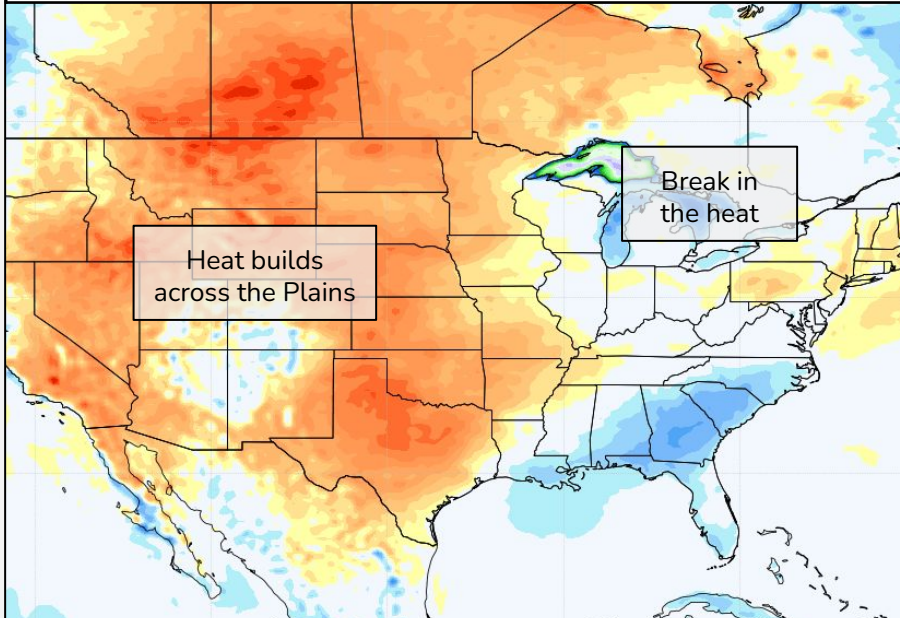 Heat builds
across the Plains
Break in
the heat